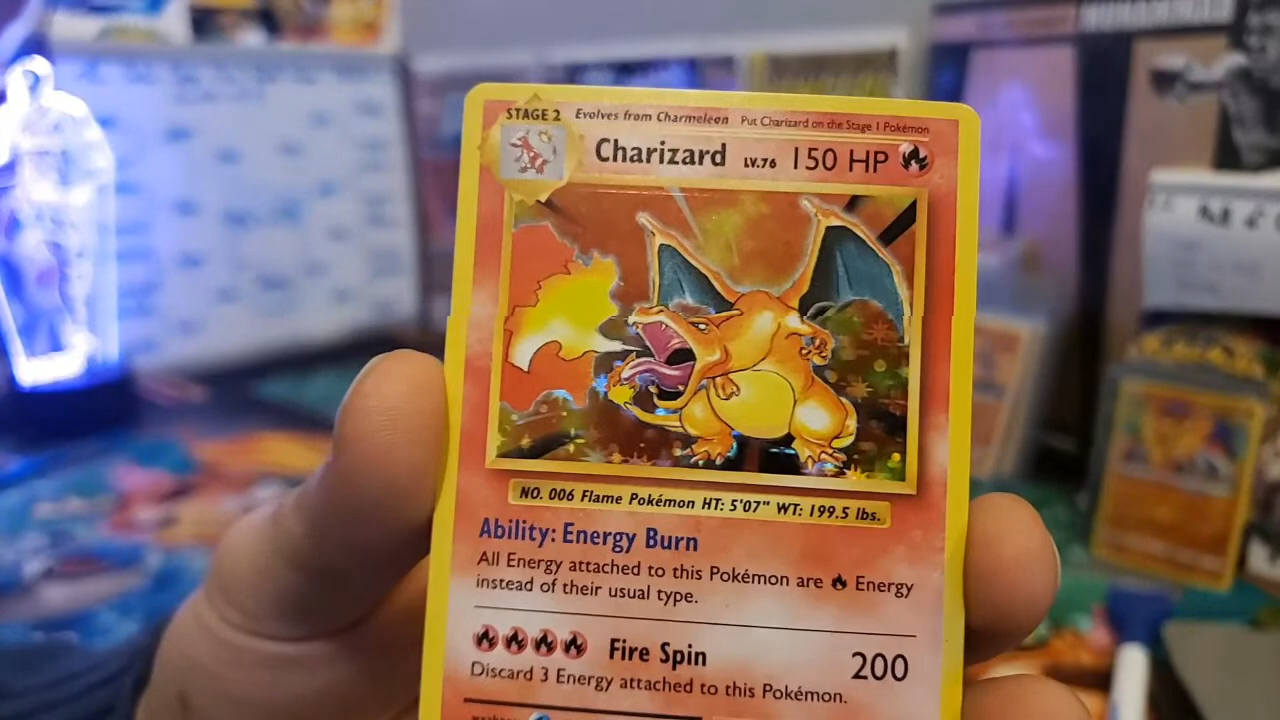 STAGE 2 Evolves from Charmeleon Put Charizard on the Stage 1 Pokémon
Charizard LV.76 150 HP
NO. 006 Flame Pokémon HT: 5'07" WT: 199.5 lbs.
Ability: Energy Burn
All Energy attached to this Pokémon are Energy
instead of their usual type.
Fire Spin 200
Discard 3 Energy attached to this Pokémon.